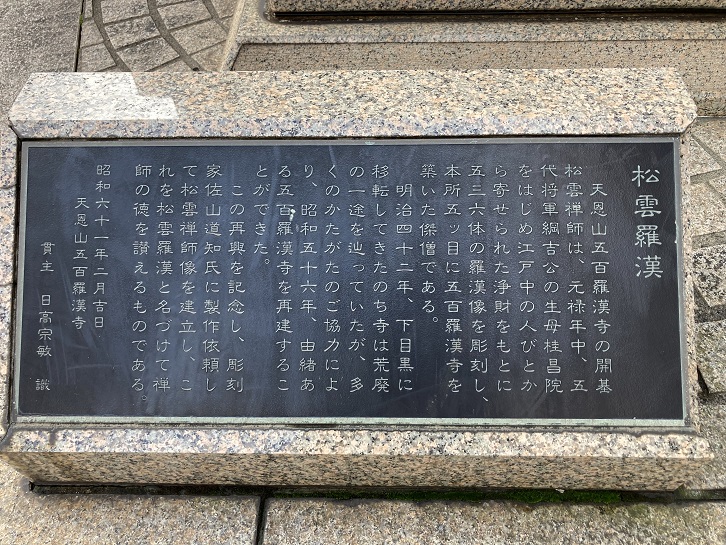 松雲羅漢
天恩山五百羅漢寺の開基
松雲禅師は、元禄年中、五
代将軍綱吉公の生母桂昌院
をはじめ江戸中の人びとか
ら寄せられた浄財をもとに
五三六体の羅漢像を彫刻し、
本所五ッ目に五百羅漢寺を
築いた傑僧である。
明治四十二年、下目黒に
移転してきたのち寺は荒廃
の一途を辿っていたが、多
くのかたがたのご協力によ
り、昭和五十六年、由緒あ
る五百羅漢寺を再建するこ
とができた。
この再興を記念し、彫刻
家佐山道知氏に製作依頼し
て松雲禅師像を建立し、こ
れを松雲羅漢と名づけて禅
師の徳を讃えるものである。
昭和六十一年二月吉日
天恩山五百羅漢寺
貫主 日高宗敏 識